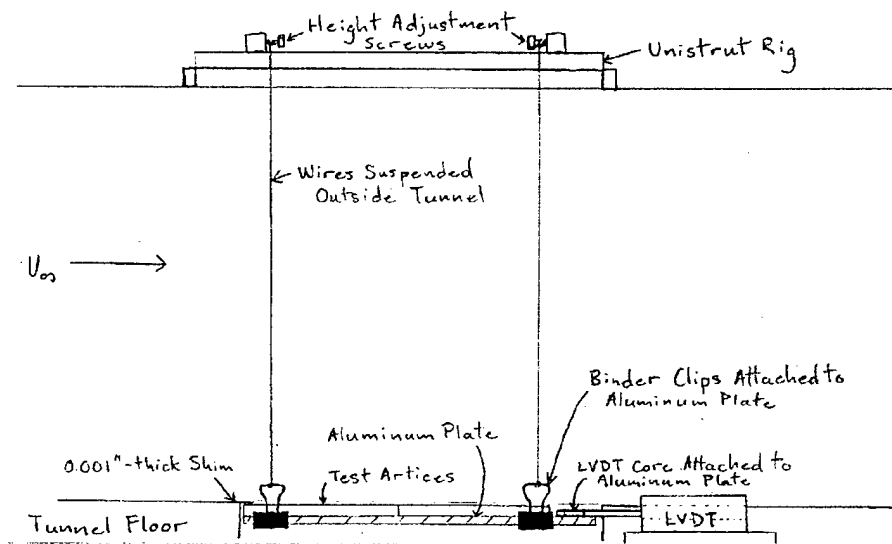 Height Adjustment
Screws
Unistrut Rig
Wires Suspended
Outside Tunnel
U∞
Binder Clips Attached to
Aluminum Plate
Aluminum Plate
0.001"-thick Shim
Test Artices
LVDT Core Attached to
Aluminum Plate
Tunnel Floor
LVDT